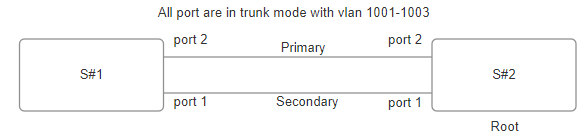 All port are in trunk mode with vlan 1001-1003
port 2
port 2
Primary
S#1
S#2
port 1
Secondary
port 1
Root